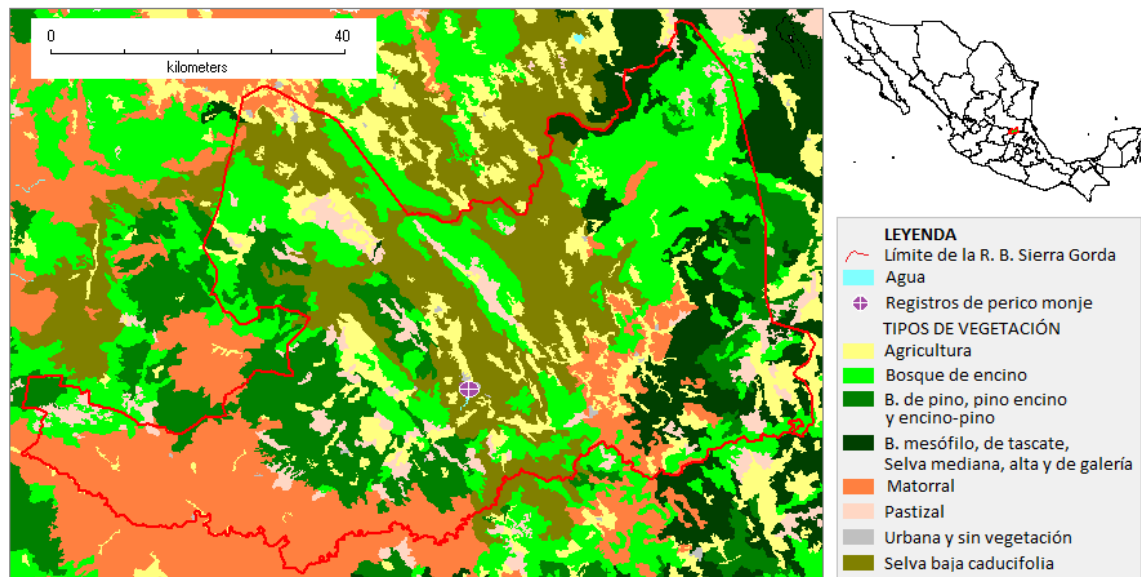 0 40
kilometers
LEYENDA
Límite de la R. B. Sierra Gorda
Agua
Registros de perico monje
TIPOS DE VEGETACIÓN
Agricultura
Bosque de encino
B. de pino, pino encino
y encino-pino
B. mesófilo, de tascate,
Selva mediana, alta y de galería
Matorral
Pastizal
Urbana y sin vegetación
Selva baja caducifolia